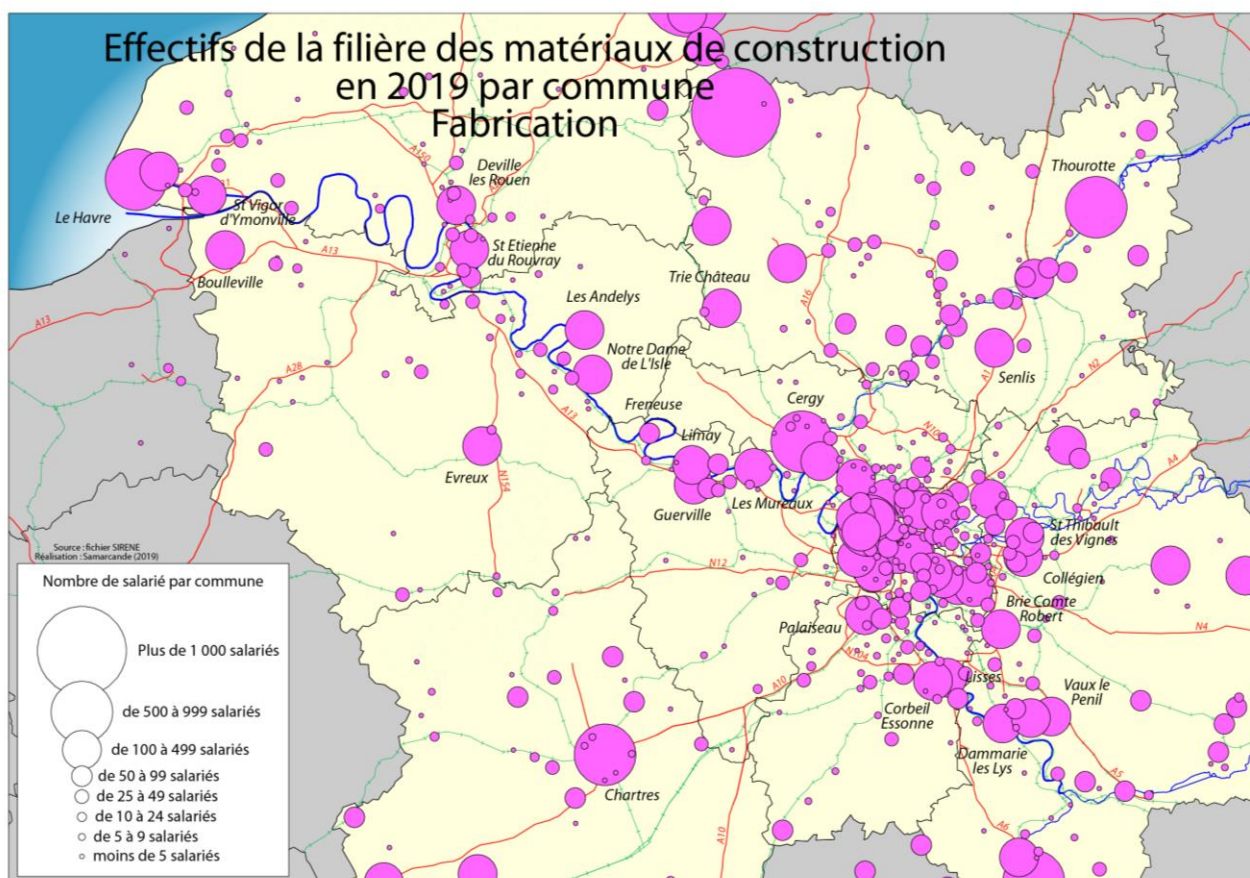 Effectifs de la filière des matériaux de construction
en 2019 par commune
Fabrication
A150
Deville
les Rouen
Thourotte
Le Havre
St Vigor
d'Ymonville
A13
St Etienne
du Rouvray
Boulleville
Trie Château
A16
Les Andelys
A13
A28
Notre Dame
de L'Isle
A1
Senlis
N2
Freneuse
Cergy
A13
Limay
N10
A4
Evreux
N154
Guerville
Les Mureaux
St Thibault
des Vignes
Source : fichier SIRENE
Réalisation : Samarcande (2019)
N12
Collégien
Brie Comte
Robert
N4
Palaiseau
N104
A10
Lisses
Vaux le
Penil
Corbeil
Essonne
Dammarie
les Lys
A5
Chartres
A10
A6
Nombre de salarié par commune
Plus de 1 000 salariés
de 500 à 999 salariés
de 100 à 499 salariés
de 50 à 99 salariés
de 25 à 49 salariés
de 10 à 24 salariés
de 5 à 9 salariés
moins de 5 salariés